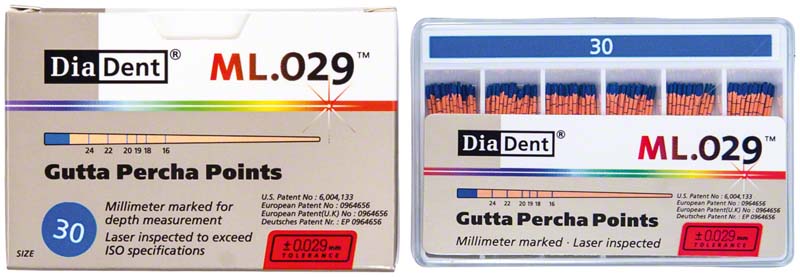 DiaDent®
ML.029™
24 22 20 19 18 16
Gutta Percha Points
Millimeter marked for
depth measurement
Laser inspected to exceed
ISO specifications
SIZE 30
U.S. Patent No : 6,004,133
European Patent No : 0964656
European Patent(U.K) No : 0964656
Deutsches Patent Nr. : EP 0964656
±0.029mm
TOLERANCE
30
DiaDent®
ML.029™
24 22 20 19 18 16
Gutta Percha Points
Millimeter marked · Laser inspected
U.S. Patent No : 6,004,133
European Patent No : 0964656
European Patent(U.K) No : 0964656
Deutsches Patent Nr. : EP 0964656
±0.029mm
TOLERANCE